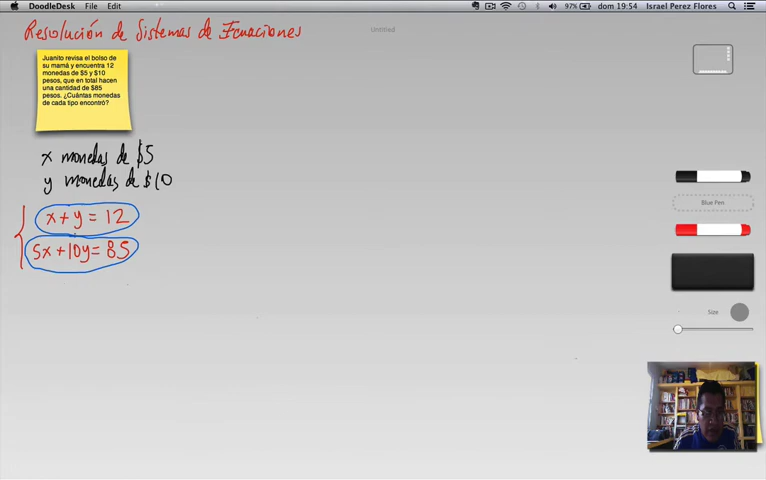 DoodleDesk File Edit 97% dom 19:54 Israel Perez Flores
Untitled
Resolución de Sistemas de Ecuaciones
Juanito revisa el bolso de
su mamá y encuentra 12
monedas de $5 y $10
pesos, que en total hacen
una cantidad de $85
pesos. ¿Cuántas monedas
de cada tipo encontró?
x monedas de $5
y monedas de $10
x + y = 12
5x + 10y = 85
Blue Pen
Size